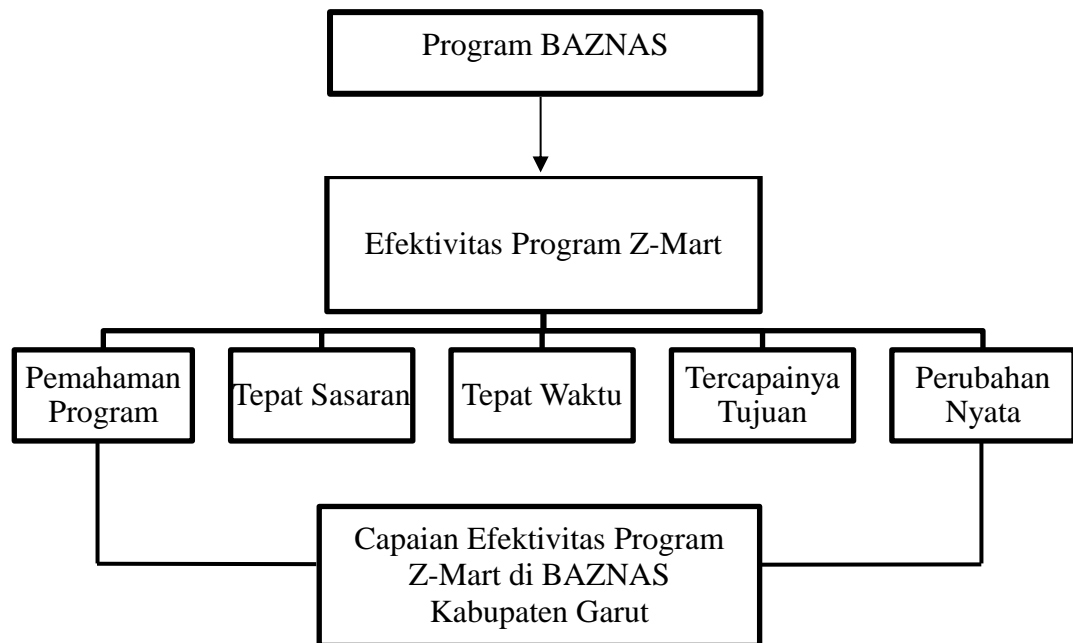 Program BAZNAS
Efektivitas Program Z-Mart
Pemahaman
Program
Tepat Sasaran
Tepat Waktu
Tercapainya
Tujuan
Perubahan
Nyata
Capaian Efektivitas Program
Z-Mart di BAZNAS
Kabupaten Garut